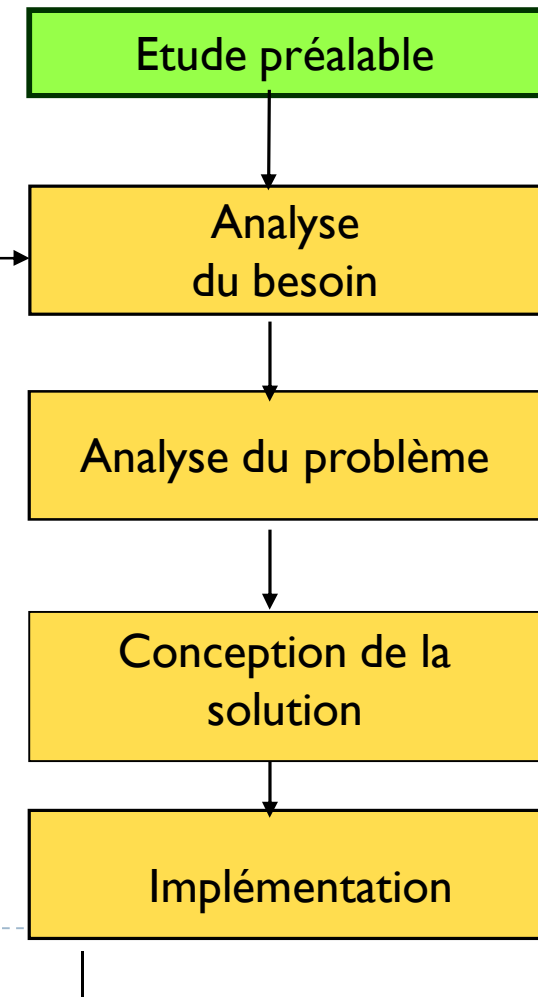 Etude préalable
Analyse
du besoin
Analyse du problème
Conception de la
solution
Implémentation